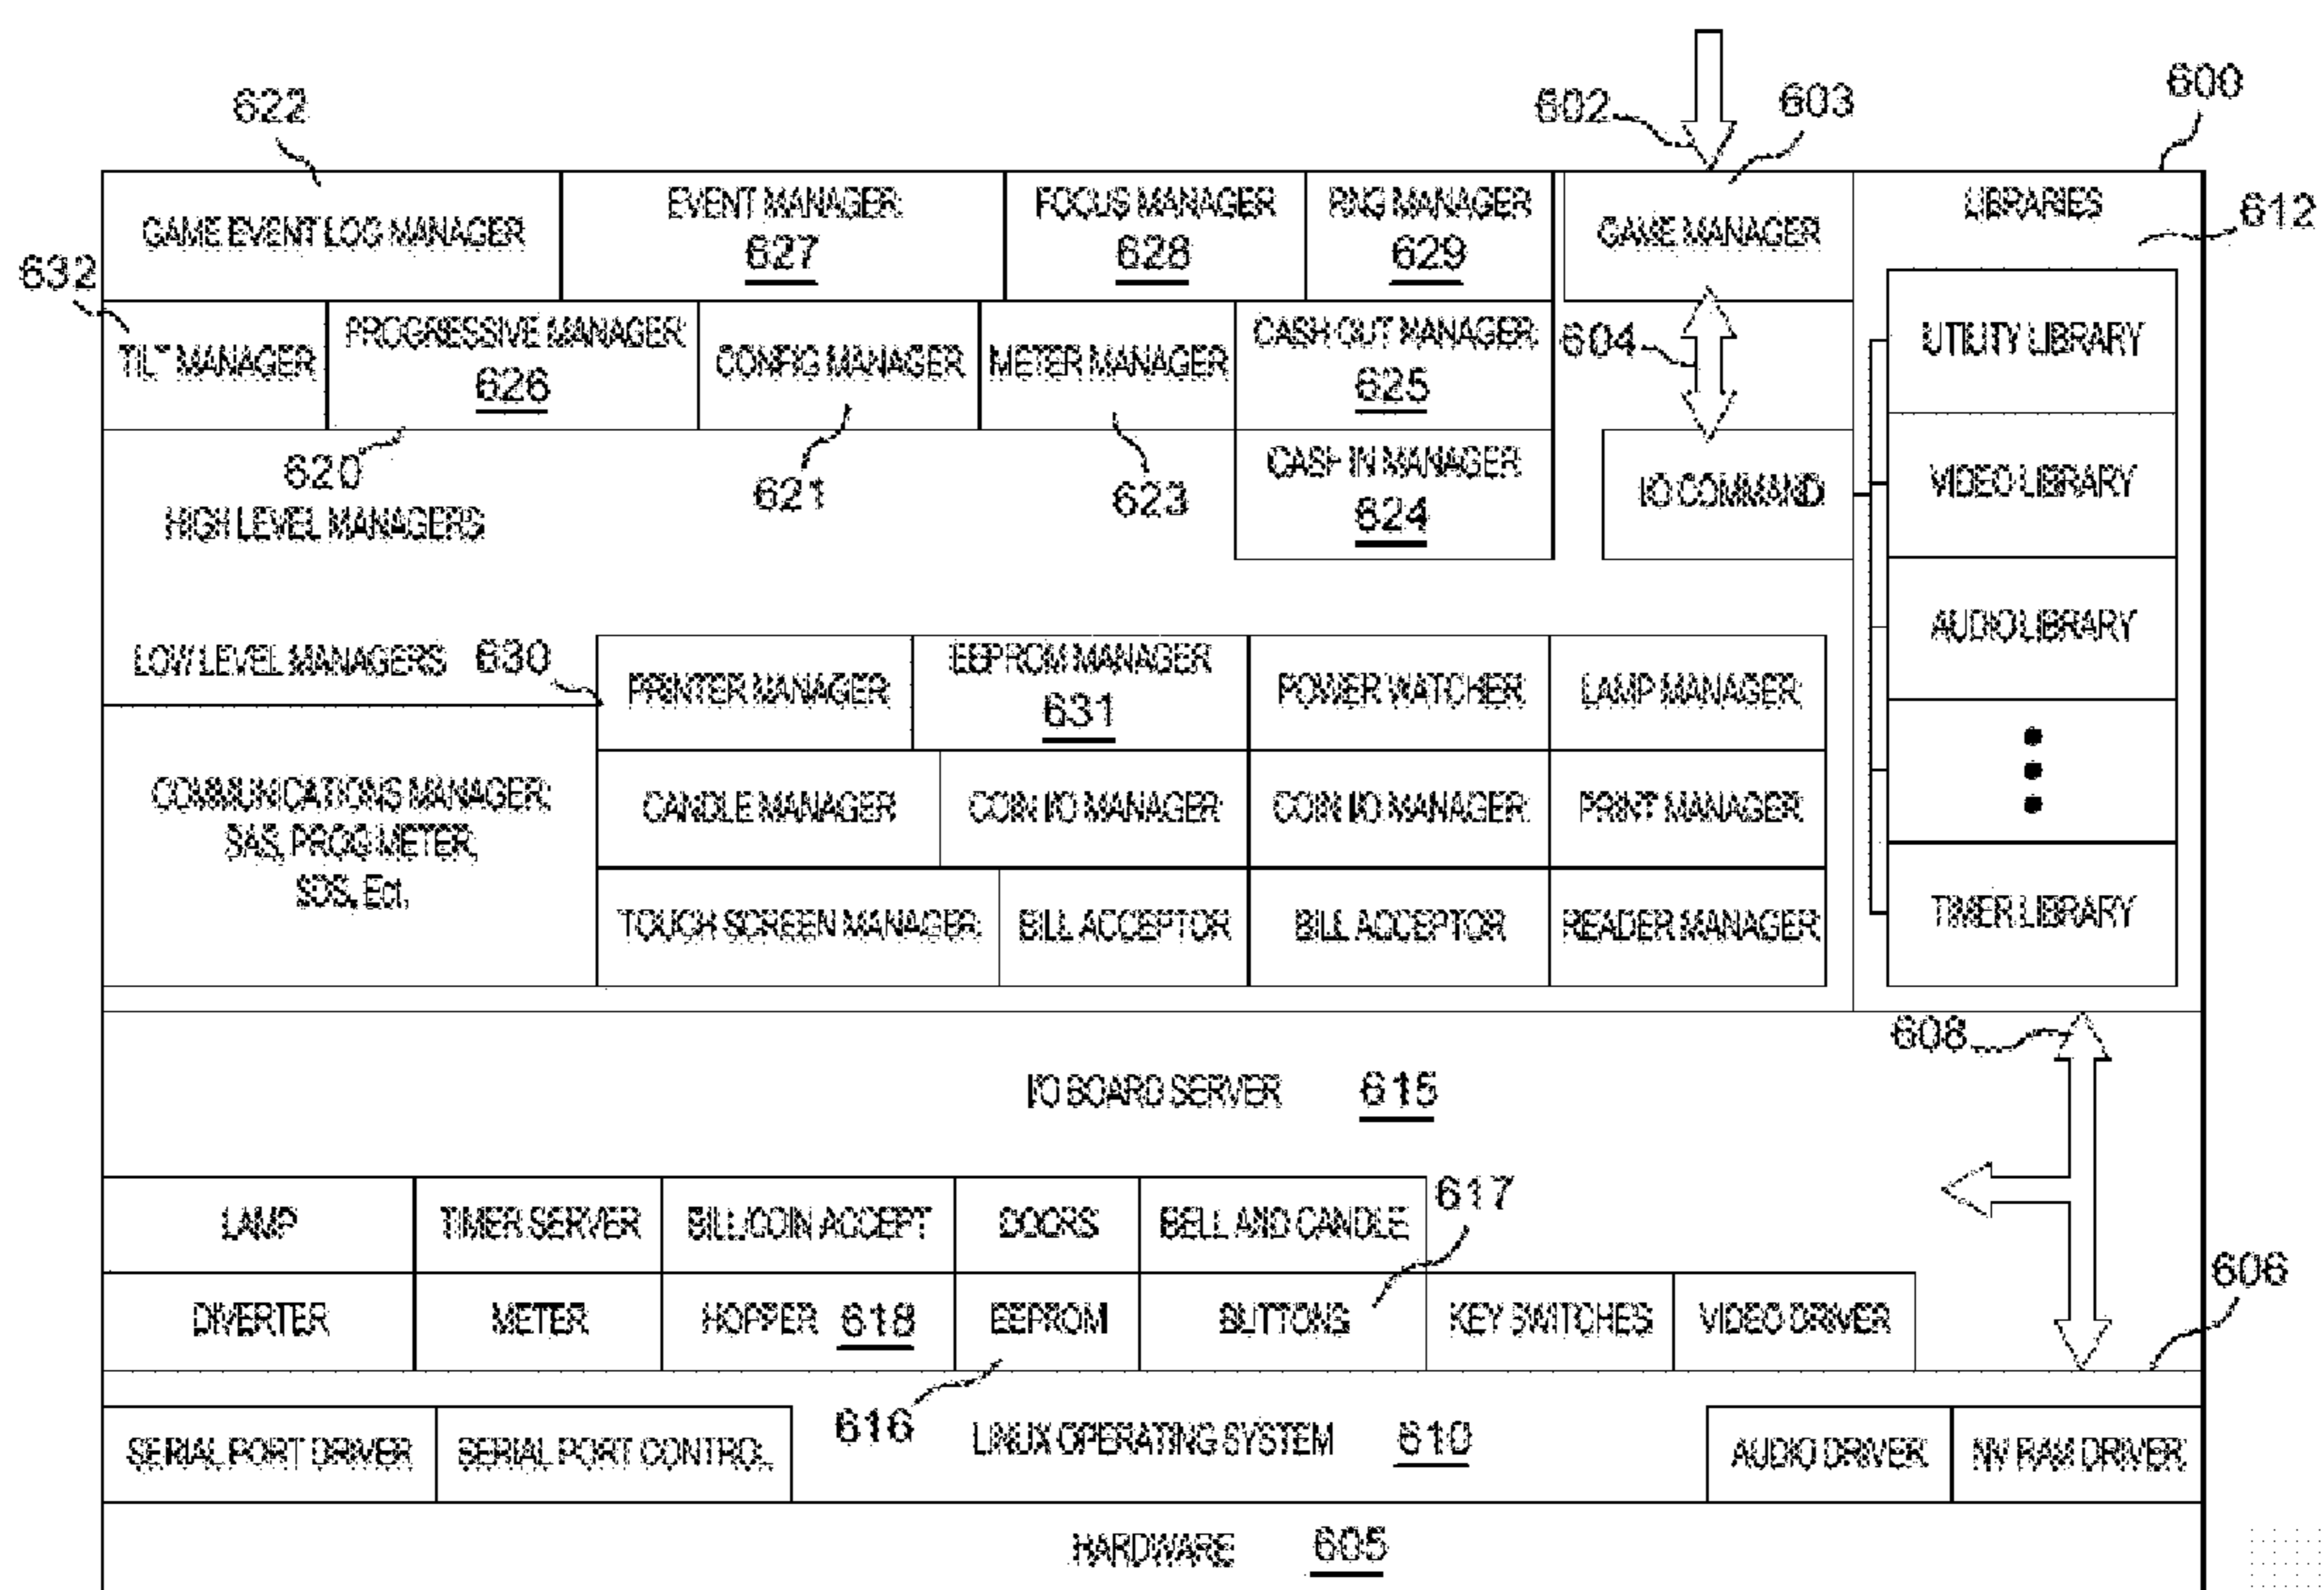 602
603
600
622
GAME EVENT LOG MANAGER
EVENT MANAGER
627
FOCUS MANAGER
628
RNG MANAGER
629
GAME MANAGER
LIBRARIES
612
632
TILT MANAGER
PROGRESSIVE MANAGER
626
CONFIG MANAGER
METER MANAGER
CASH OUT MANAGER
625
604
UTILITY LIBRARY
620
HIGH LEVEL MANAGERS
621
623
CASH IN MANAGER
624
I/O COMMAND
VIDEO LIBRARY
AUDIO LIBRARY
LOW LEVEL MANAGERS
630
PRINTER MANAGER
EEPROM MANAGER
631
POWER WATCHER
LAMP MANAGER
COMMUNICATIONS MANAGER
SAS, PROG METER,
SDS, Ect.
CANDLE MANAGER
COIN I/O MANAGER
COIN I/O MANAGER
PRINT MANAGER
TOUCH SCREEN MANAGER
BILL ACCEPTOR
BILL ACCEPTOR
READER MANAGER
TIMER LIBRARY
608
I/O BOARD SERVER 615
LAMP
TIMER SERVER
BILL/COIN ACCEPT
DOORS
BELL AND CANDLE
617
606
DIVERTER
METER
HOPPER 618
EEPROM
BUTTONS
KEY SWITCHES
VIDEO DRIVER
SERIAL PORT DRIVER
SERIAL PORT CONTROL
616
LINUX OPERATING SYSTEM 610
AUDIO DRIVER
NV RAM DRIVER
HARDWARE 605